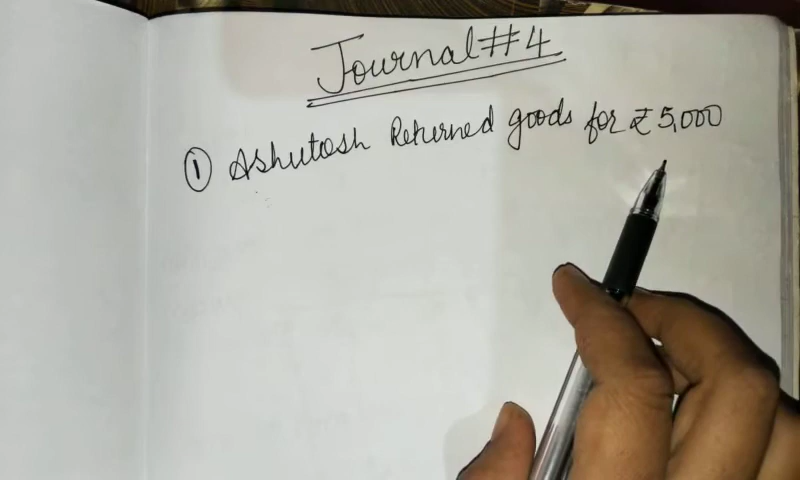 Journal #4
① Ashutosh Returned goods for ₹ 5,000